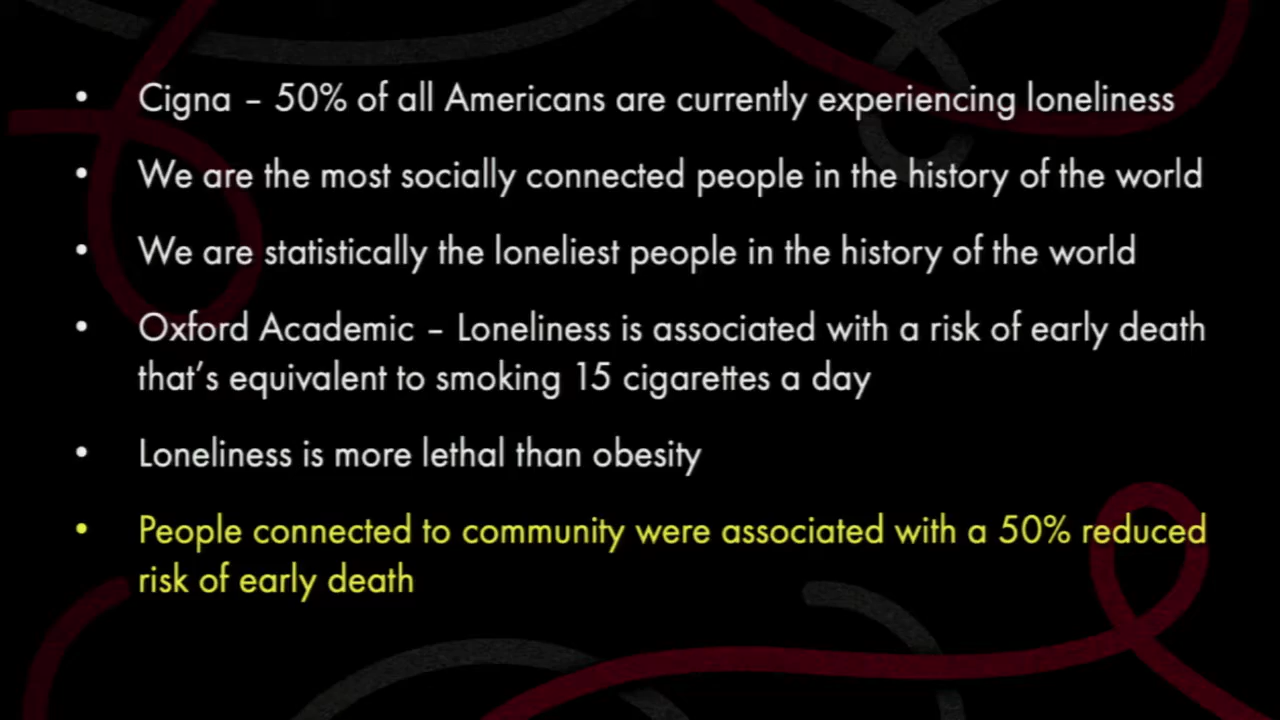 • Cigna – 50% of all Americans are currently experiencing loneliness
• We are the most socially connected people in the history of the world
• We are statistically the loneliest people in the history of the world
• Oxford Academic – Loneliness is associated with a risk of early death
that's equivalent to smoking 15 cigarettes a day
• Loneliness is more lethal than obesity
• People connected to community were associated with a 50% reduced
risk of early death